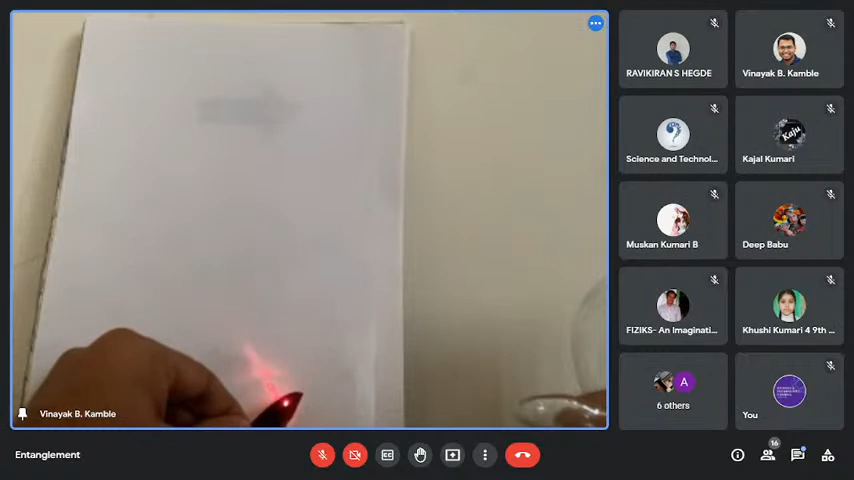 RAVIKIRAN S HEGDE
Vinayak B. Kamble
Science and Technol...
Kajal Kumari
Kaju
Muskan Kumari B
Deep Babu
FIZIKS- An Imaginati...
Khushi Kumari 4 9th ...
A
6 others
You
Vinayak B. Kamble
Entanglement
CC
16